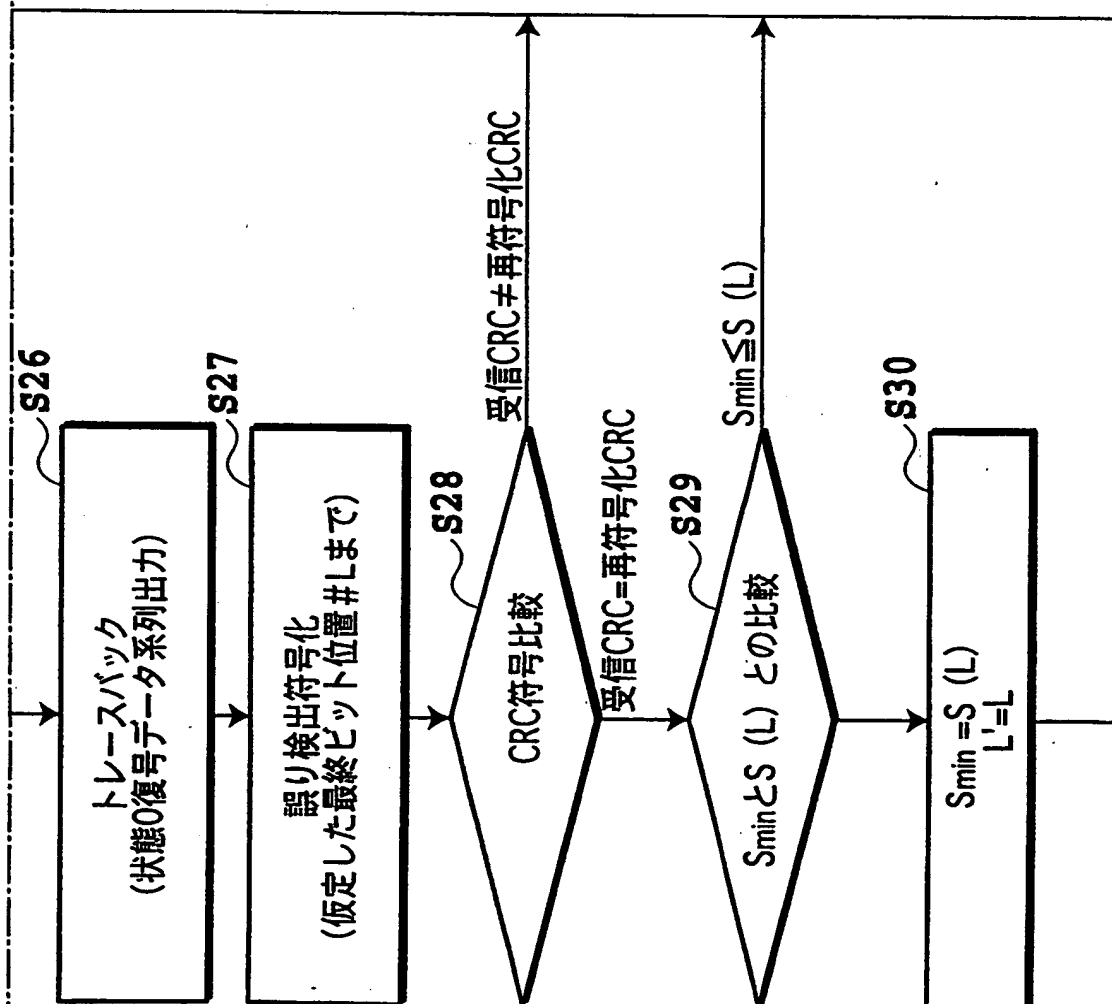 S26
トレースバック
(状態0復号データ系列出力)
S27
誤り検出符号化
(仮定した最終ビット位置#Lまで)
S28
CRC符号比較
受信CRC≠再符号化CRC
受信CRC=再符号化CRC
S29
SminとS (L) との比較
Smin≦S (L)
S30
Smin =S (L)
L'=L